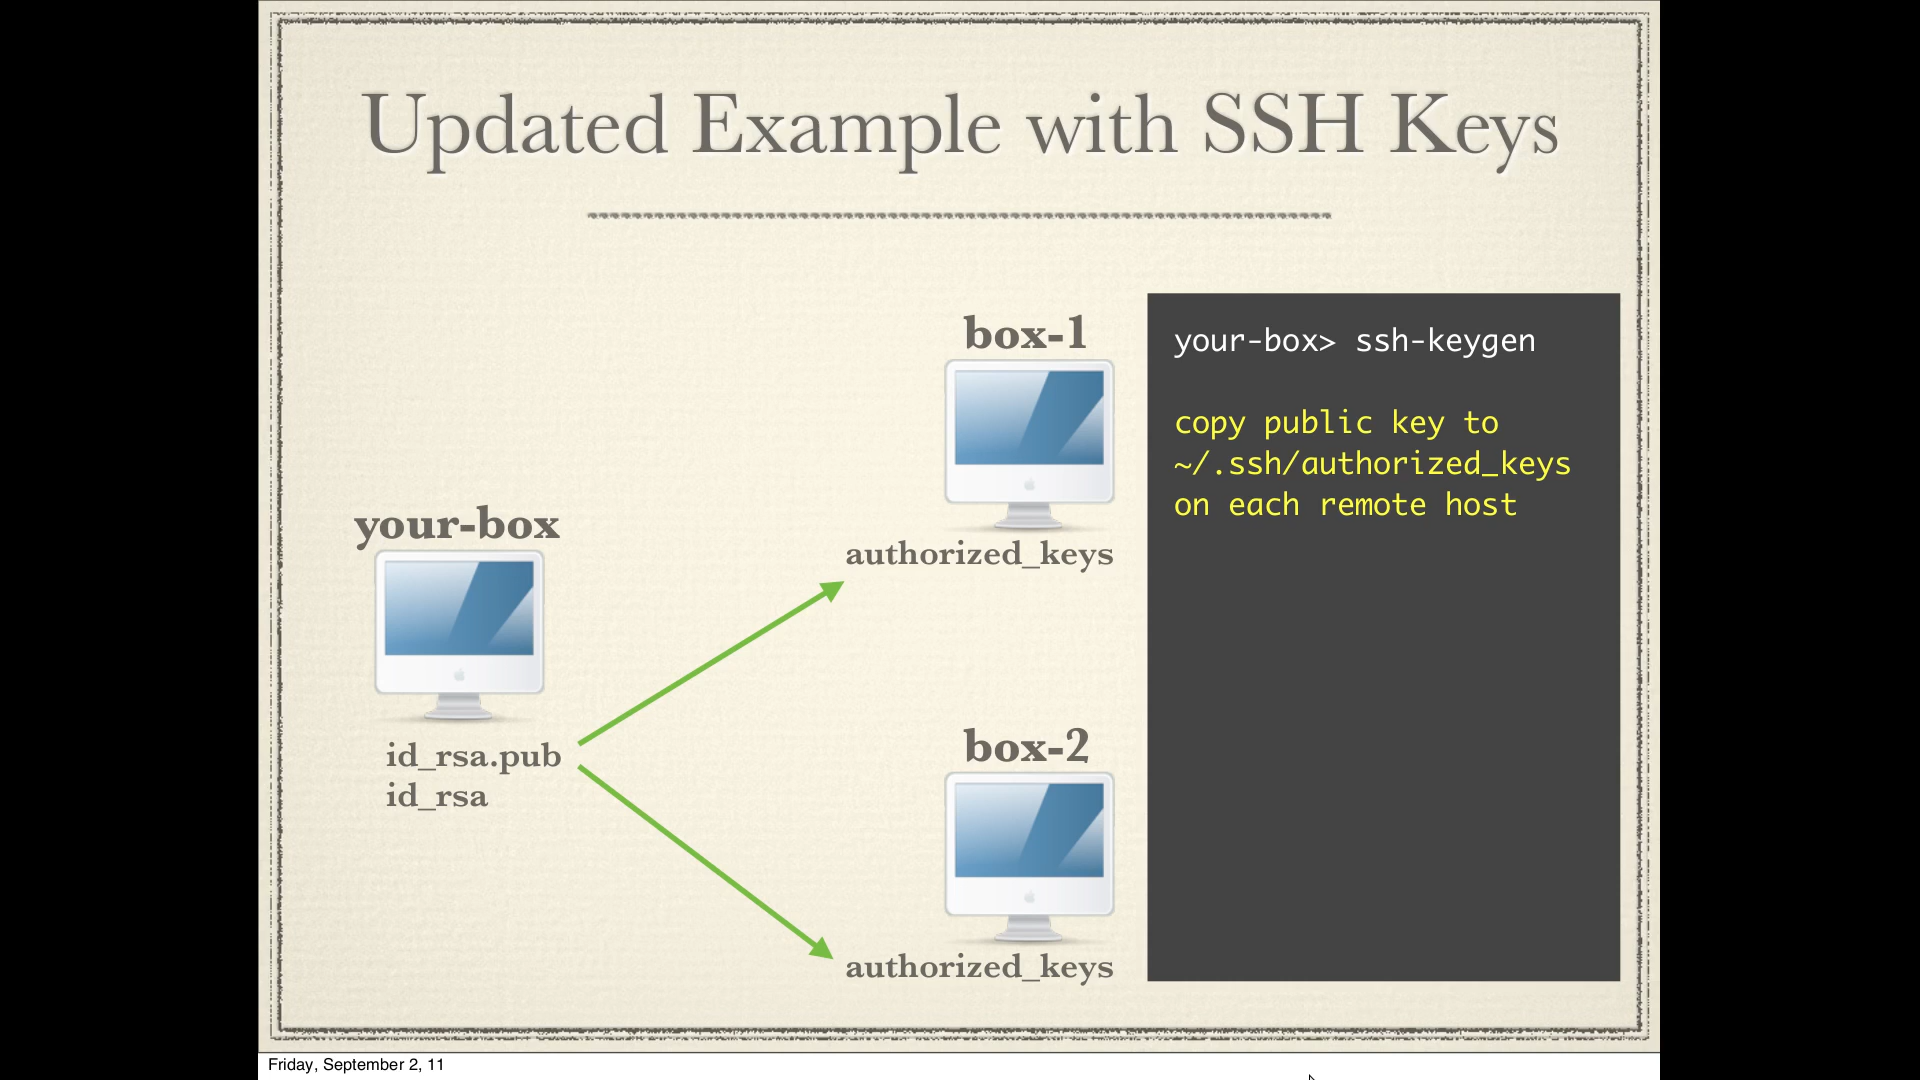 Updated Example with SSH Keys
box-1
authorized_keys
your-box
id_rsa.pub
id_rsa
box-2
authorized_keys
your-box> ssh-keygen
copy public key to
~/.ssh/authorized_keys
on each remote host
Friday, September 2, 11